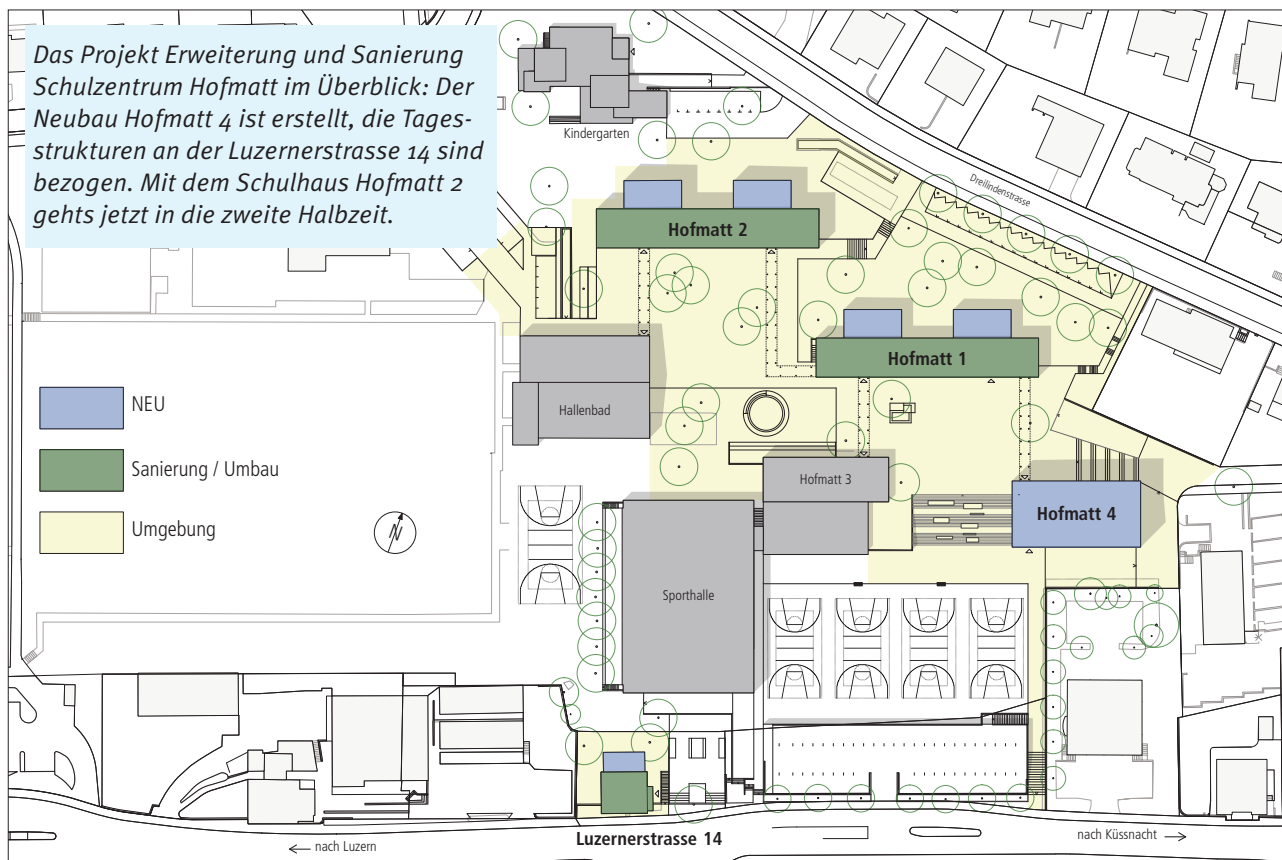 Das Projekt Erweiterung und Sanierung
Schulzentrum Hofmatt im Überblick: Der
Neubau Hofmatt 4 ist erstellt, die Tages-
strukturen an der Luzernerstrasse 14 sind
bezogen. Mit dem Schulhaus Hofmatt 2
gehts jetzt in die zweite Halbzeit.
Kindergarten
Dreilindenstrasse
Hofmatt 2
Hofmatt 1
NEU
Hallenbad
Sanierung / Umbau
Hofmatt 3
Umgebung
N
Hofmatt 4
Sporthalle
Luzernerstrasse 14
nach Luzern
nach Küssnacht